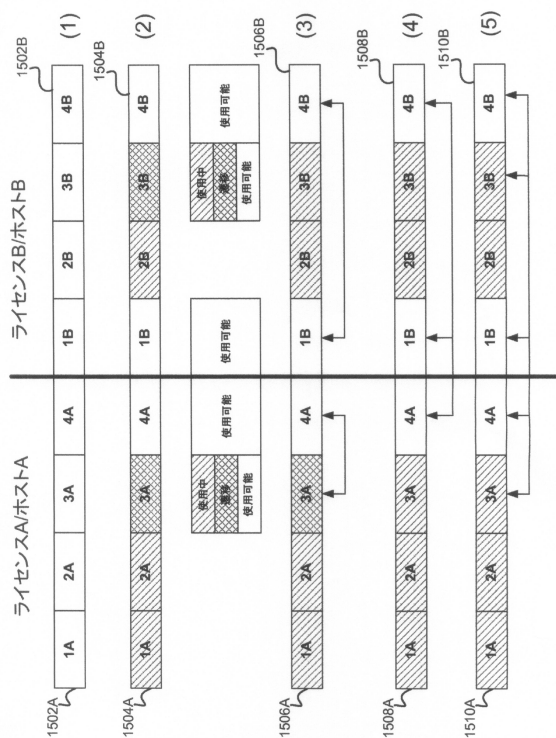 ライセンスA/ホストA ライセンスB/ホストB
1502A 1A 2A 3A 4A 1B 2B 3B 4B 1502B (1)
1504A 1A 2A 3A 4A 1B 2B 3B 4B 1504B (2)
使用中
遷移
使用可能
使用可能
使用可能
使用中
遷移
使用可能
使用可能
1506A 1A 2A 3A 4A 1B 2B 3B 4B 1506B (3)
1508A 1A 2A 3A 4A 1B 2B 3B 4B 1508B (4)
1510A 1A 2A 3A 4A 1B 2B 3B 4B 1510B (5)